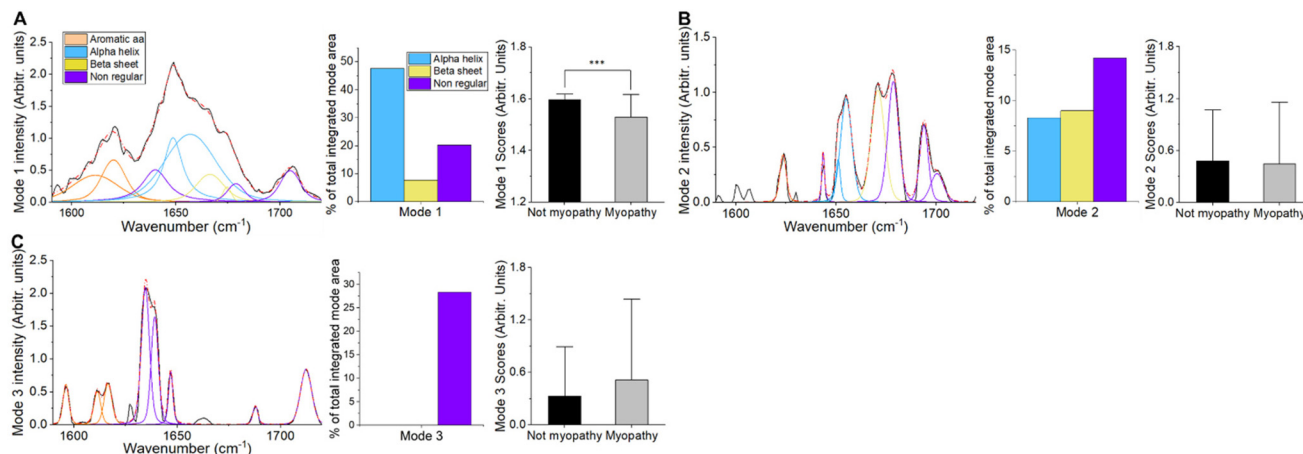 A
Mode 1 intensity (Arbitr. units)
2.5
2.0
1.5
1.0
0.5
0.0
Aromatic aa
Alpha helix
Beta sheet
Non regular
1600
1650
1700
Wavenumber (cm⁻¹)
% of total integrated mode area
50
40
30
20
10
0
Alpha helix
Beta sheet
Non regular
Mode 1
Mode 1 Scores (Arbitr. Units)
1.8
1.6
1.4
1.2
***
Not myopathy
Myopathy
B
Mode 2 intensity (Arbitr. units)
2.0
1.5
1.0
0.5
0.0
1600
1650
1700
Wavenumber (cm⁻¹)
% of total integrated mode area
15
10
5
0
Mode 2
Mode 2 Scores (Arbitr. Units)
1.8
1.2
0.6
0.0
Not myopathy
Myopathy
C
Mode 3 intensity (Arbitr. units)
2.5
2.0
1.5
1.0
0.5
0.0
1600
1650
1700
Wavenumber (cm⁻¹)
% of total integrated mode area
30
25
20
15
10
5
0
Mode 3
Mode 3 Scores (Arbitr. Units)
1.8
1.2
0.6
0.0
Not myopathy
Myopathy